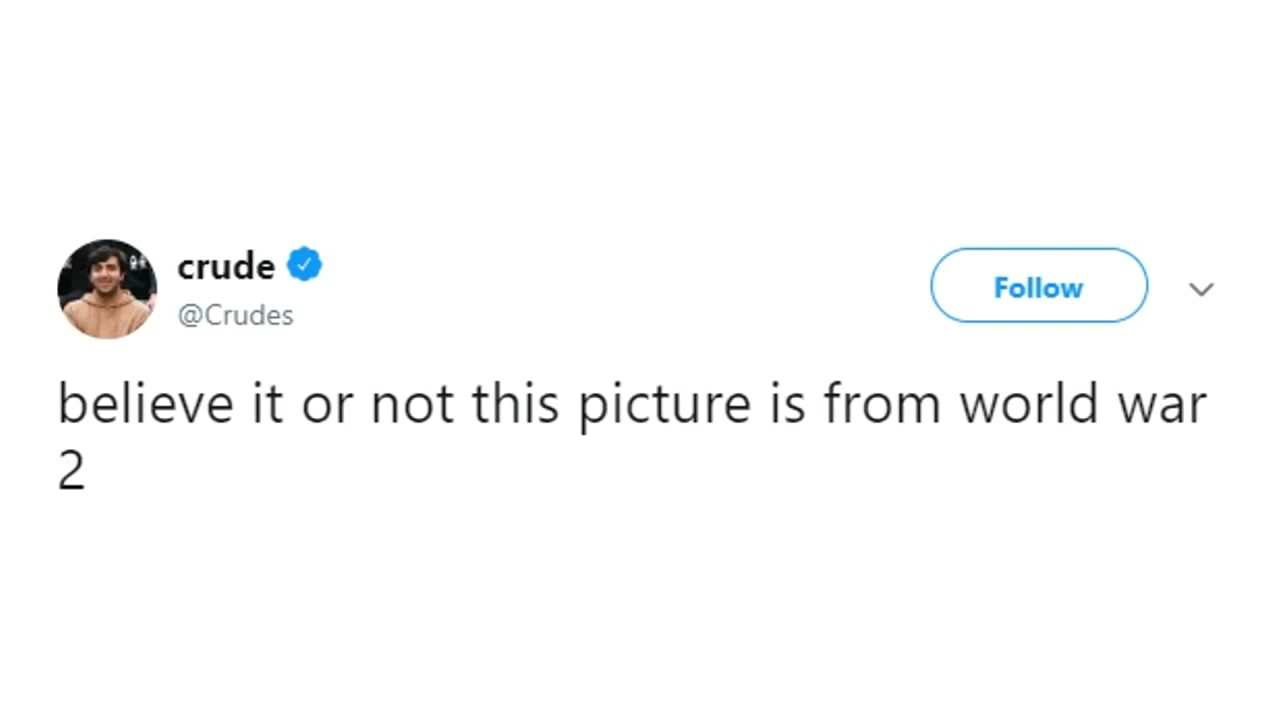 crude
@Crudes
Follow
believe it or not this picture is from world war
2